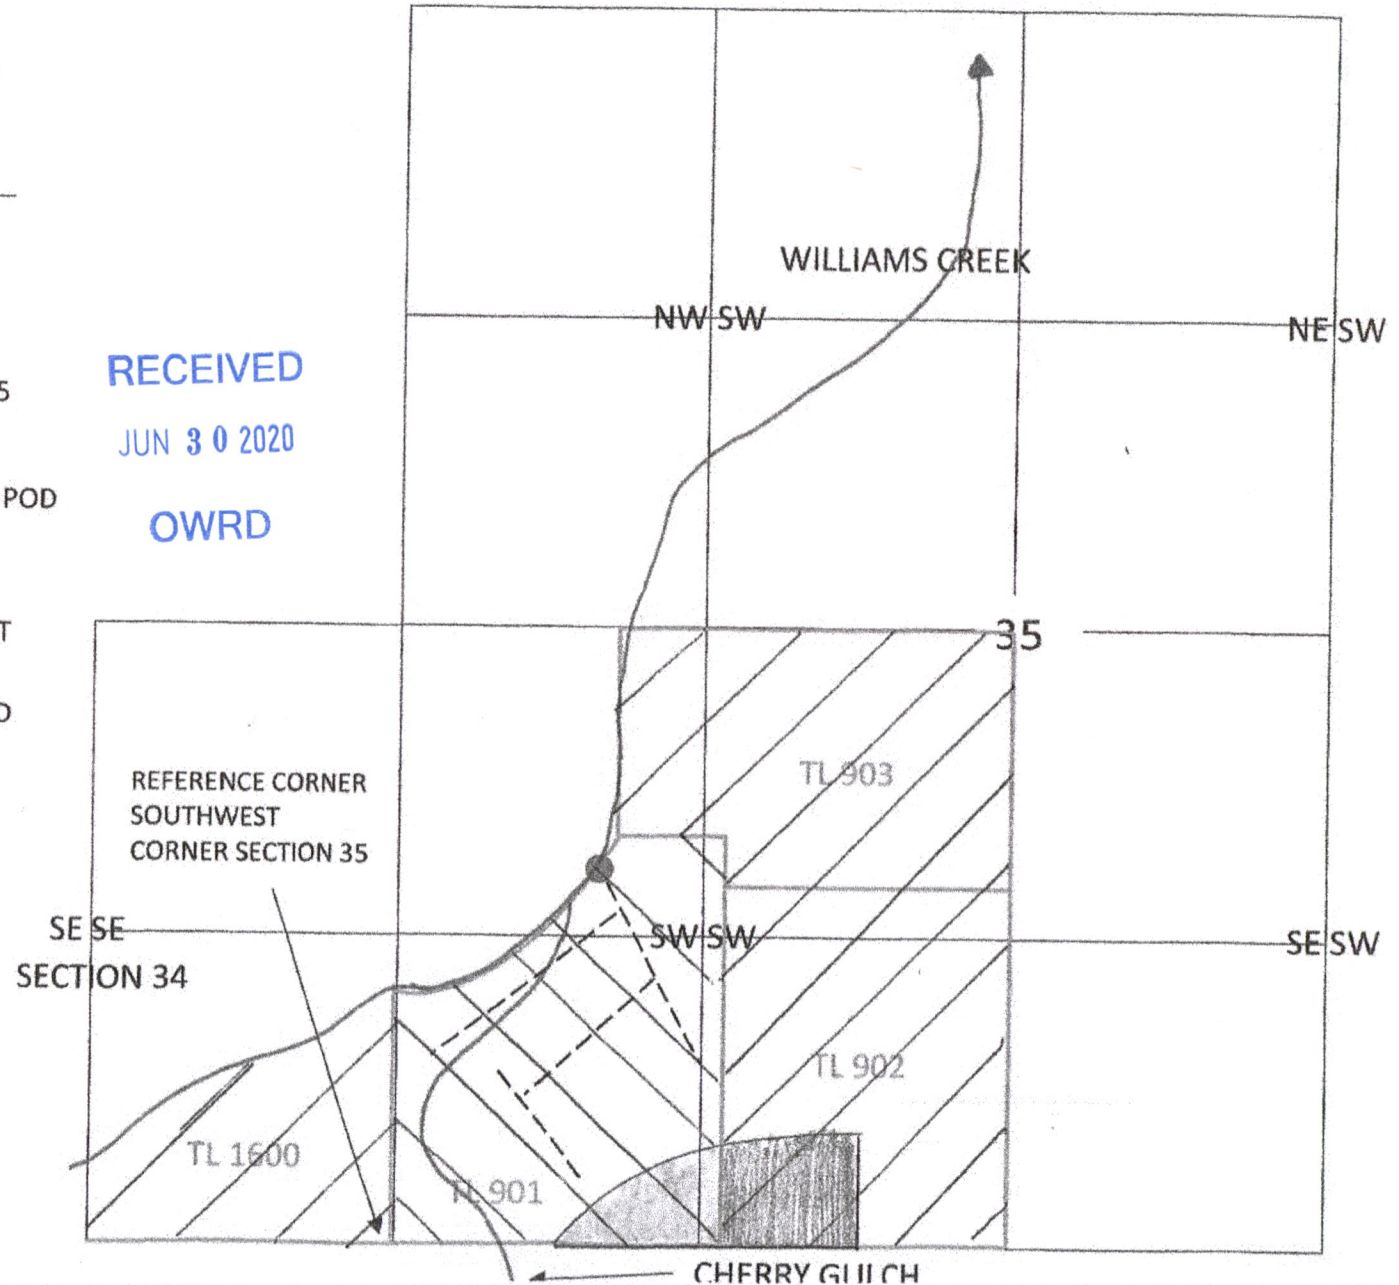 WILLIAMS CREEK
NW SW
NE SW
RECEIVED
5
JUN 30 2020
POD
OWRD
T
35
TL 903
REFERENCE CORNER
SOUTHWEST
CORNER SECTION 35
SE SE
SW SW
SE SW
SECTION 34
TL 902
TL 1600
TL 901
CHERRY GULCH